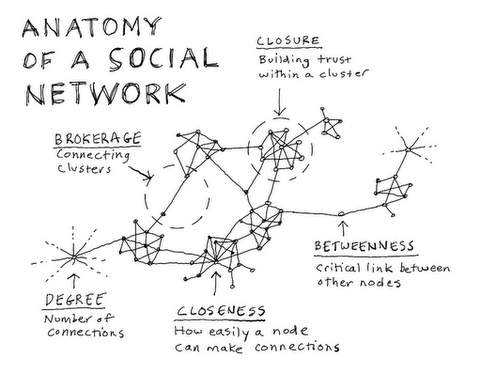 ANATOMY
OF A SOCIAL
NETWORK
CLOSURE
Building trust
within a cluster
BROKERAGE
Connecting
Clusters
BETWEENNESS
Critical link between
other nodes
DEGREE
Number of
connections
CLOSENESS
How easily a node
can make connections